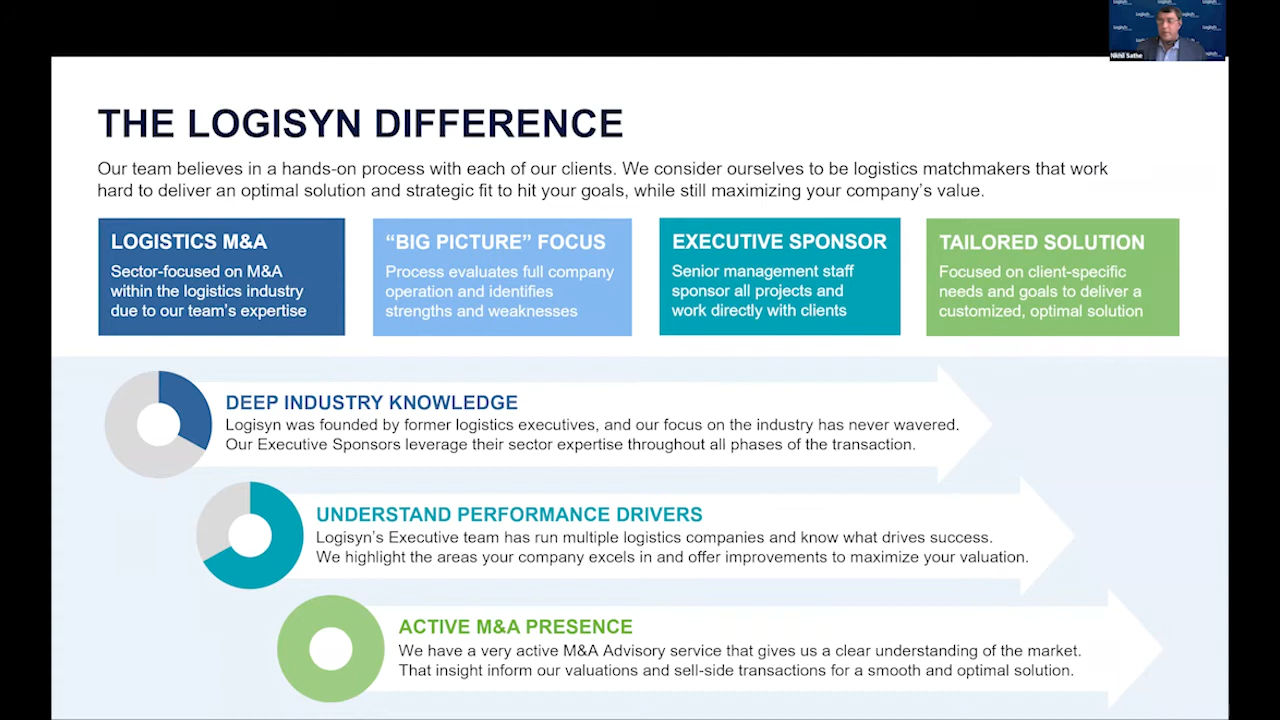 Logisyn
Logisyn
Nikhil Sathe
THE LOGISYN DIFFERENCE
Our team believes in a hands-on process with each of our clients. We consider ourselves to be logistics matchmakers that work
hard to deliver an optimal solution and strategic fit to hit your goals, while still maximizing your company’s value.
LOGISTICS M&A
Sector-focused on M&A
within the logistics industry
due to our team’s expertise
“BIG PICTURE” FOCUS
Process evaluates full company
operation and identifies
strengths and weaknesses
EXECUTIVE SPONSOR
Senior management staff
sponsor all projects and
work directly with clients
TAILORED SOLUTION
Focused on client-specific
needs and goals to deliver a
customized, optimal solution
DEEP INDUSTRY KNOWLEDGE
Logisyn was founded by former logistics executives, and our focus on the industry has never wavered.
Our Executive Sponsors leverage their sector expertise throughout all phases of the transaction.
UNDERSTAND PERFORMANCE DRIVERS
Logisyn’s Executive team has run multiple logistics companies and know what drives success.
We highlight the areas your company excels in and offer improvements to maximize your valuation.
ACTIVE M&A PRESENCE
We have a very active M&A Advisory service that gives us a clear understanding of the market.
That insight inform our valuations and sell-side transactions for a smooth and optimal solution.